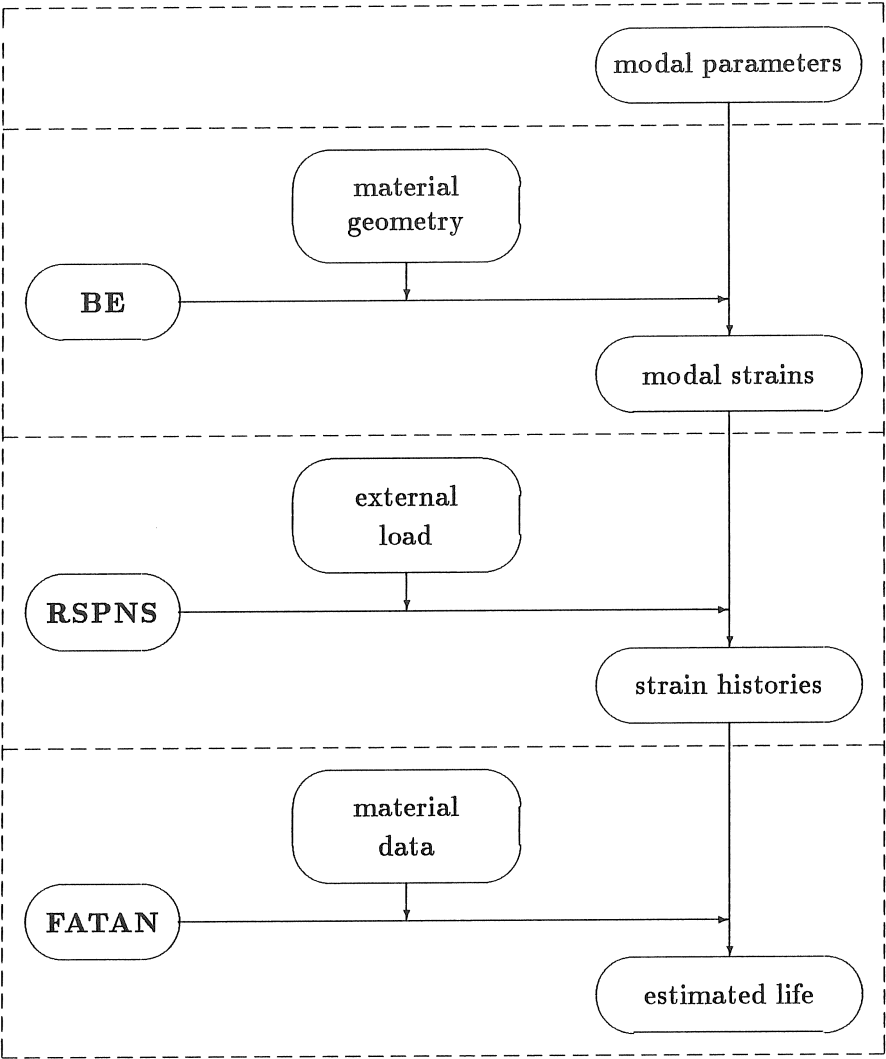 modal parameters
material
geometry
BE
modal strains
external
load
RSPNS
strain histories
material
data
FATAN
estimated life